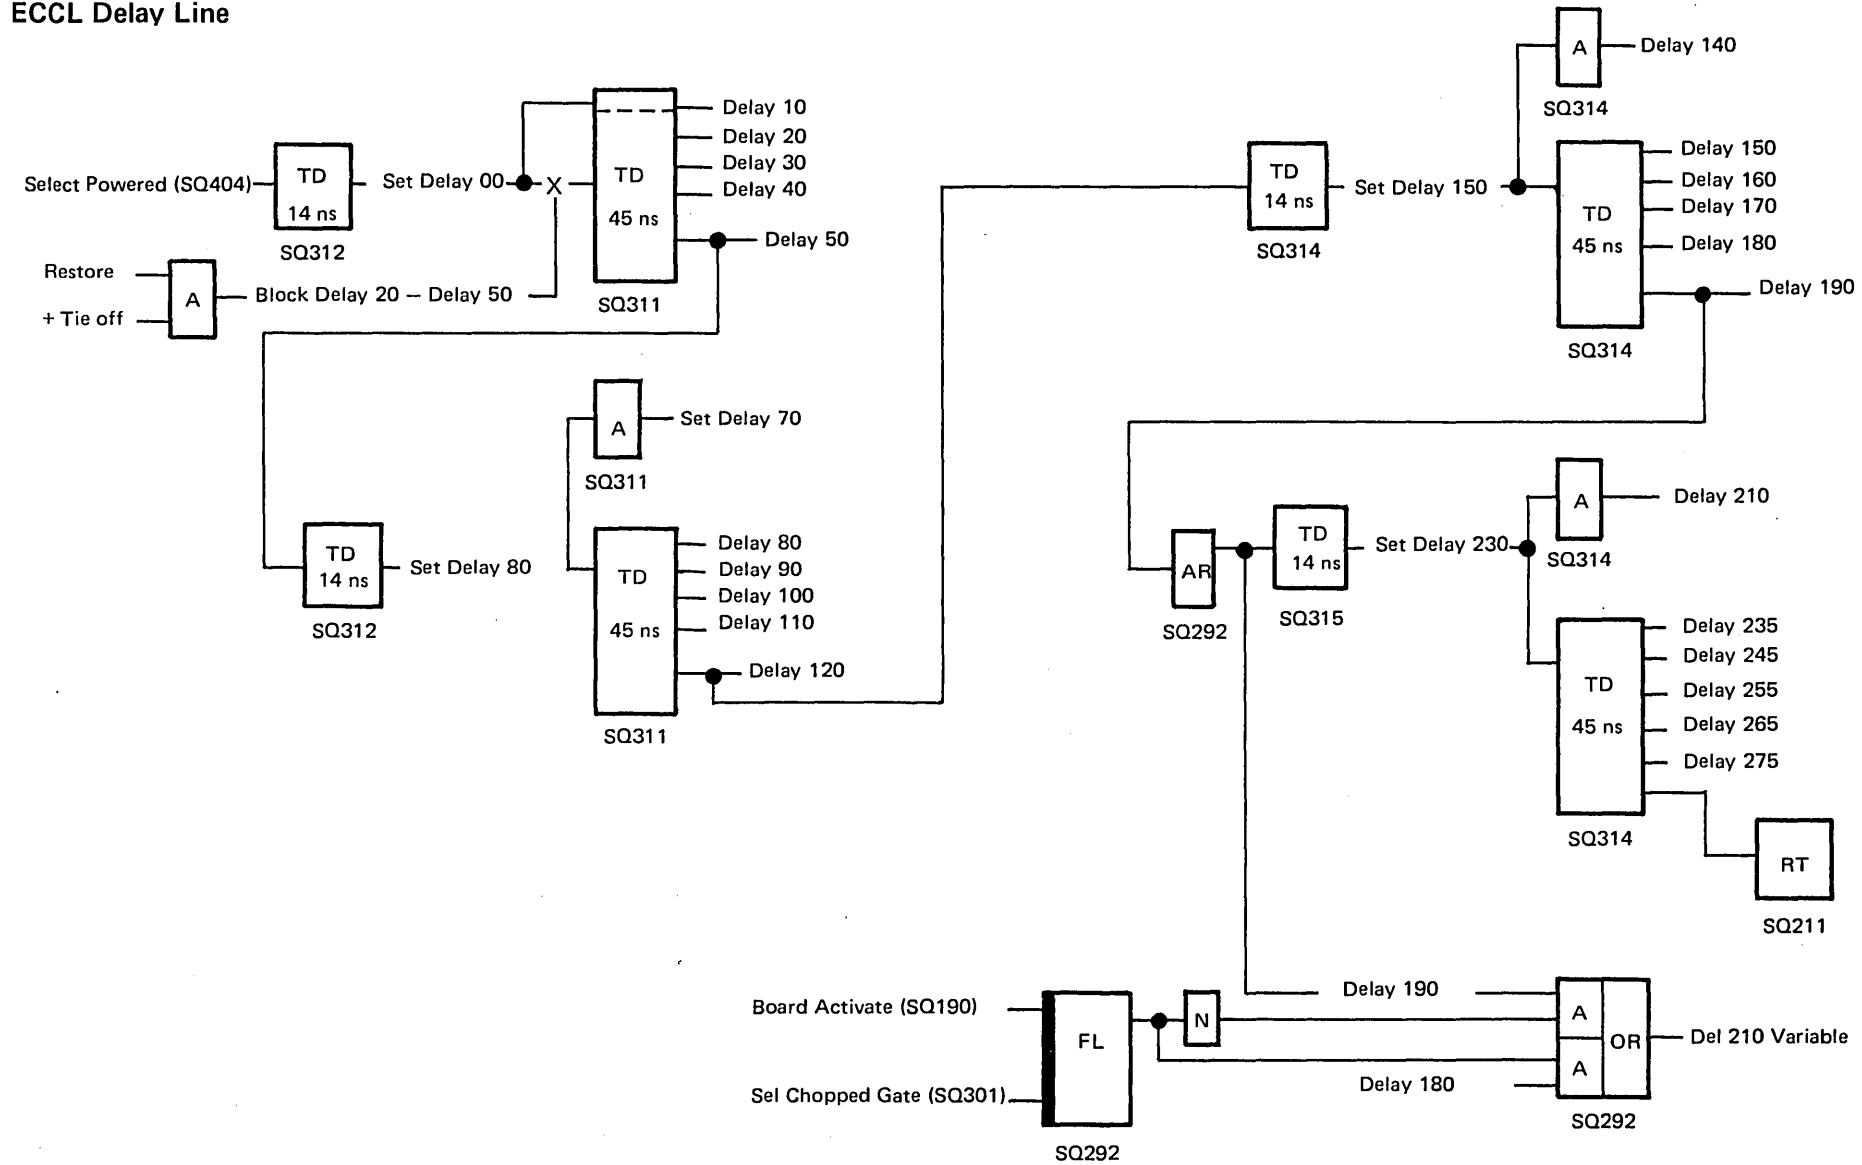 ECCL Delay Line
Select Powered (SQ404)
TD
14 ns
SQ312
Set Delay 00
X
Restore
+ Tie off
A
Block Delay 20 – Delay 50
TD
45 ns
SQ311
Delay 10
Delay 20
Delay 30
Delay 40
Delay 50
A
SQ311
Set Delay 70
TD
14 ns
SQ312
Set Delay 80
TD
45 ns
SQ311
Delay 80
Delay 90
Delay 100
Delay 110
Delay 120
TD
14 ns
SQ314
Set Delay 150
A
SQ314
Delay 140
TD
45 ns
SQ314
Delay 150
Delay 160
Delay 170
Delay 180
Delay 190
AR
SQ292
TD
14 ns
SQ315
Set Delay 230
A
SQ314
Delay 210
TD
45 ns
SQ314
Delay 235
Delay 245
Delay 255
Delay 265
Delay 275
RT
SQ211
Board Activate (SQ190)
Sel Chopped Gate (SQ301)
FL
SQ292
N
Delay 190
Delay 180
A
A
OR
SQ292
Del 210 Variable